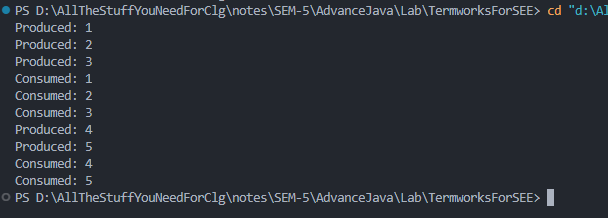 PS D:\AllTheStuffYouNeedForClg\notes\SEM-5\AdvanceJava\Lab\TermworksForSEE> cd "d:\Al
Produced: 1
Produced: 2
Produced: 3
Consumed: 1
Consumed: 2
Consumed: 3
Produced: 4
Produced: 5
Consumed: 4
Consumed: 5
PS D:\AllTheStuffYouNeedForClg\notes\SEM-5\AdvanceJava\Lab\TermworksForSEE>